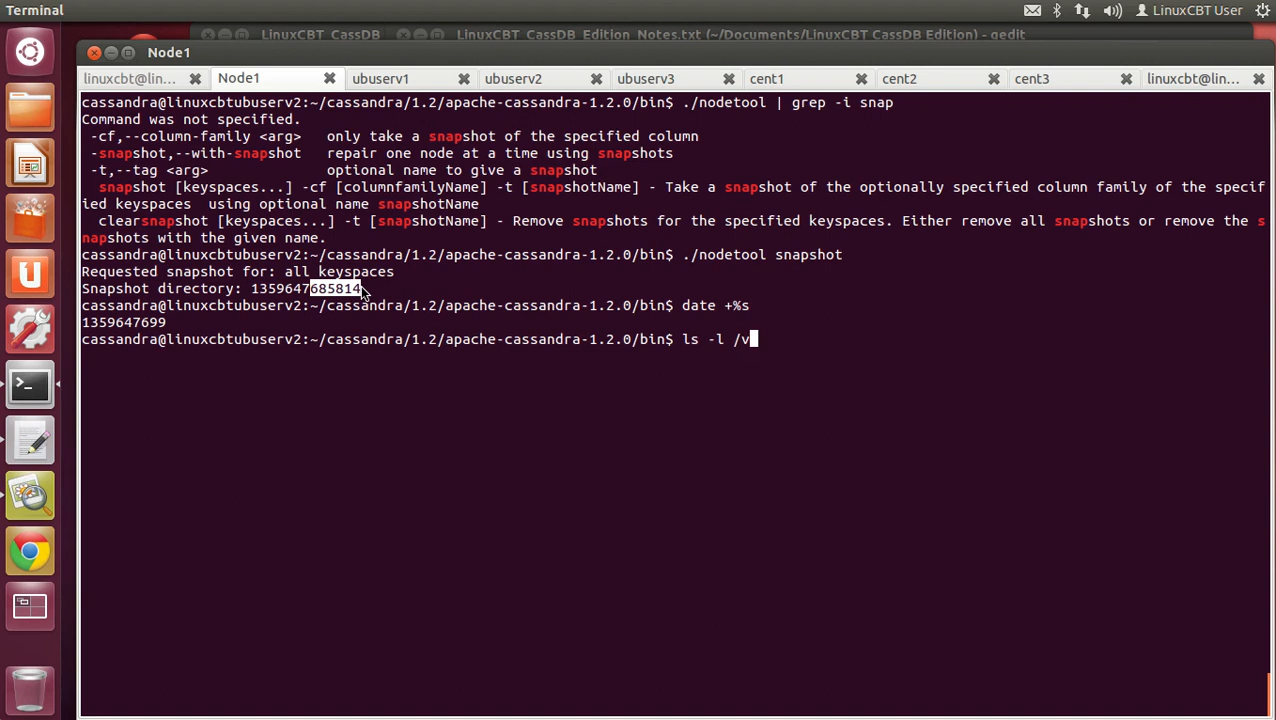 Terminal
LinuxCBT User
LinuxCBT_CassDB
LinuxCBT_CassDB_Edition_Notes.txt (~/Documents/LinuxCBT CassDB Edition) - gedit
Node1
linuxcbt@lin...
Node1
ubuserv1
ubuserv2
ubuserv3
cent1
cent2
cent3
linuxcbt@lin...
cassandra@linuxcbtubuserv2:~/cassandra/1.2/apache-cassandra-1.2.0/bin$ ./nodetool | grep -i snap
Command was not specified.
-cf,--column-family <arg> only take a snapshot of the specified column
-snapshot,--with-snapshot repair one node at a time using snapshots
-t,--tag <arg> optional name to give a snapshot
snapshot [keyspaces...] -cf [columnfamilyName] -t [snapshotName] - Take a snapshot of the optionally specified column family of the specif
ied keyspaces using optional name snapshotName
clearsnapshot [keyspaces...] -t [snapshotName] - Remove snapshots for the specified keyspaces. Either remove all snapshots or remove the s
napshots with the given name.
cassandra@linuxcbtubuserv2:~/cassandra/1.2/apache-cassandra-1.2.0/bin$ ./nodetool snapshot
Requested snapshot for: all keyspaces
Snapshot directory: 1359647685814
cassandra@linuxcbtubuserv2:~/cassandra/1.2/apache-cassandra-1.2.0/bin$ date +%s
1359647699
cassandra@linuxcbtubuserv2:~/cassandra/1.2/apache-cassandra-1.2.0/bin$ ls -l /v